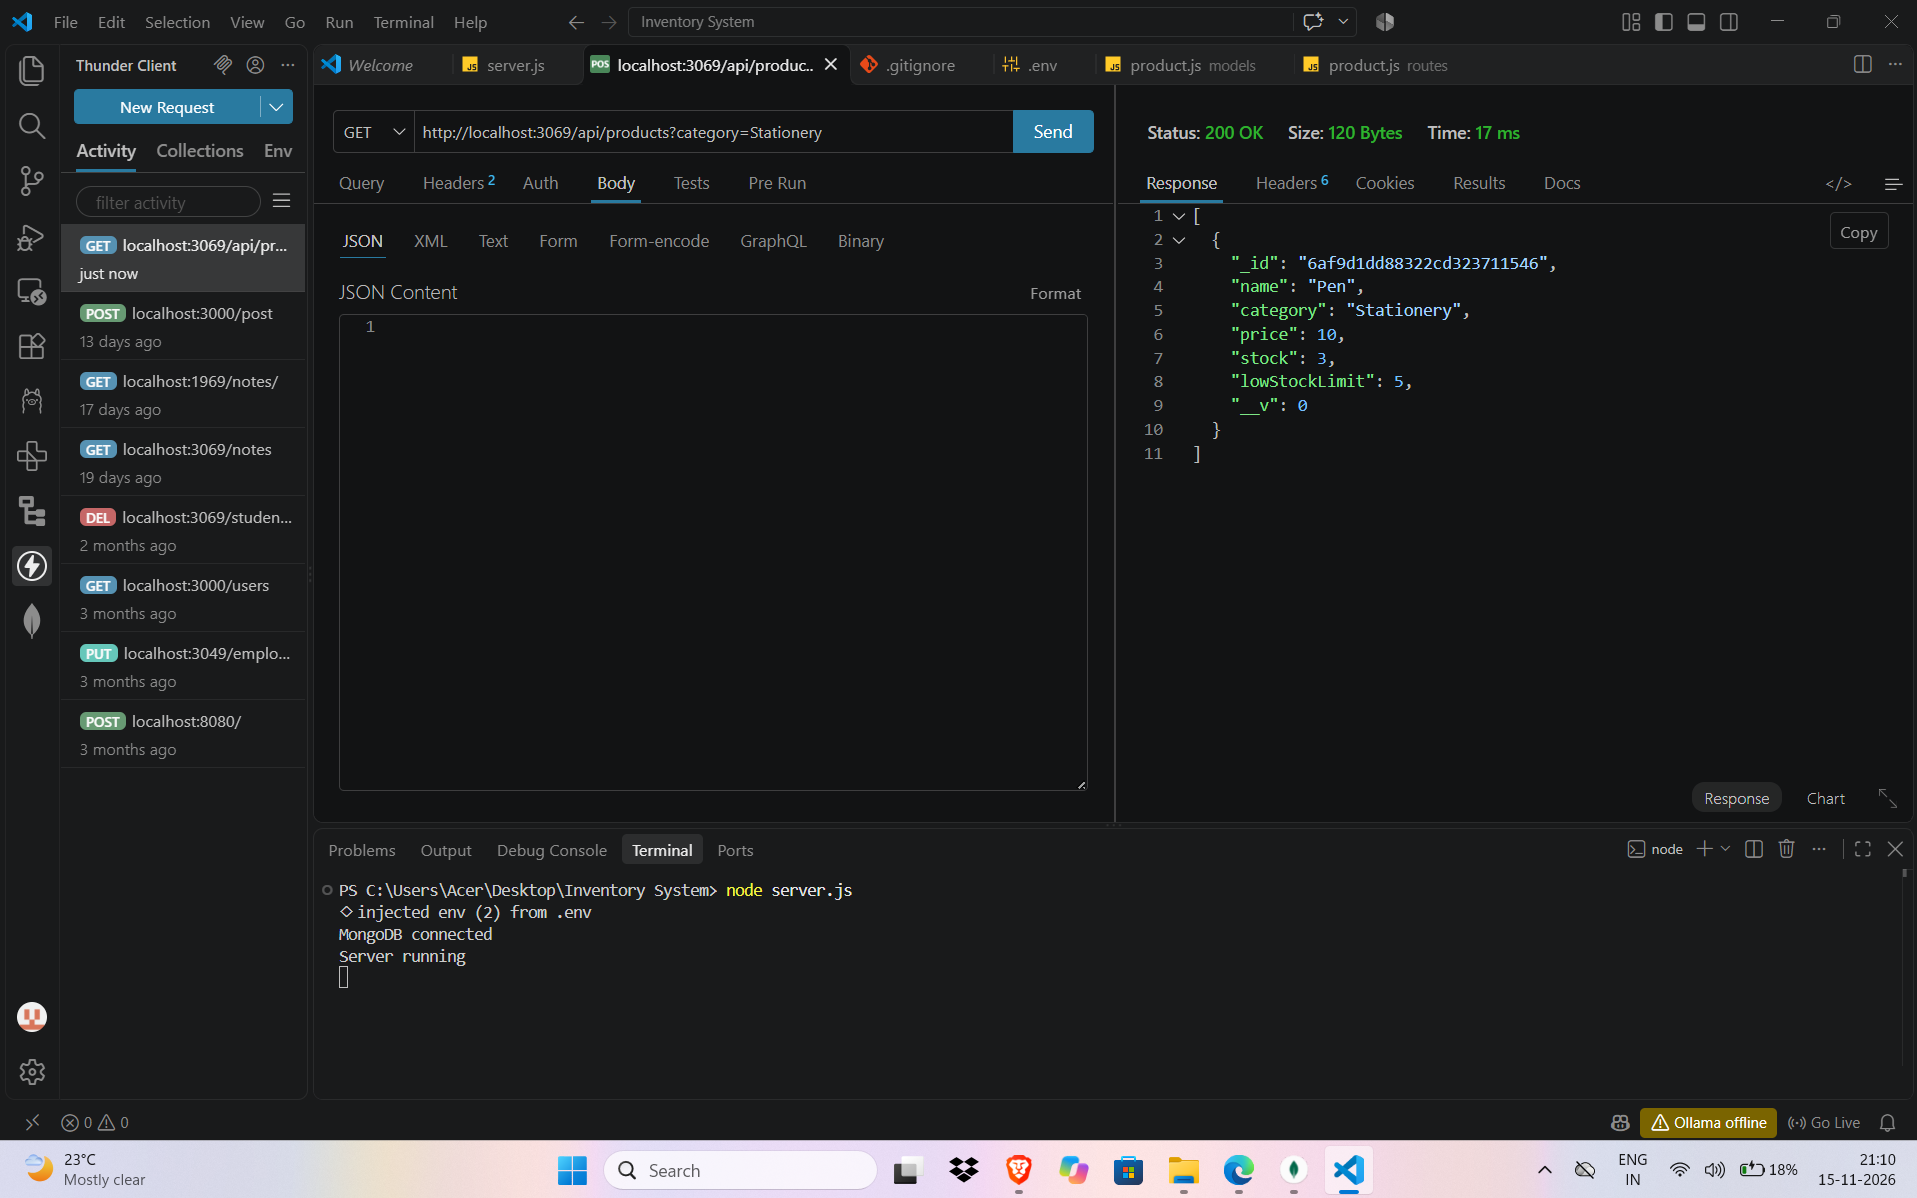 File Edit Selection View Go Run Terminal Help
Inventory System
Thunder Client
New Request
Activity Collections Env
filter activity
GET localhost:3069/api/pr...
just now
POST localhost:3000/post
13 days ago
GET localhost:1969/notes/
17 days ago
GET localhost:3069/notes
19 days ago
DEL localhost:3069/studen...
2 months ago
GET localhost:3000/users
3 months ago
PUT localhost:3049/emplo...
3 months ago
POST localhost:8080/
3 months ago
Welcome JS server.js POS localhost:3069/api/produc.. .gitignore .env JS product.js models JS product.js routes
GET http://localhost:3069/api/products?category=Stationery Send
Query Headers 2 Auth Body Tests Pre Run
JSON XML Text Form Form-encode GraphQL Binary
JSON Content Format
1
Status: 200 OK Size: 120 Bytes Time: 17 ms
Response Headers 6 Cookies Results Docs </>
Copy
1 [
2 {
3 "_id": "6af9d1dd88322cd323711546",
4 "name": "Pen",
5 "category": "Stationery",
6 "price": 10,
7 "stock": 3,
8 "lowStockLimit": 5,
9 "__v": 0
10 }
11 ]
Response Chart
Problems Output Debug Console Terminal Ports
node
PS C:\Users\Acer\Desktop\Inventory System> node server.js
◇ injected env (2) from .env
MongoDB connected
Server running
0 0
Ollama offline Go Live
23°C
Mostly clear
Search
ENG
IN
18%
21:10
15-11-2026